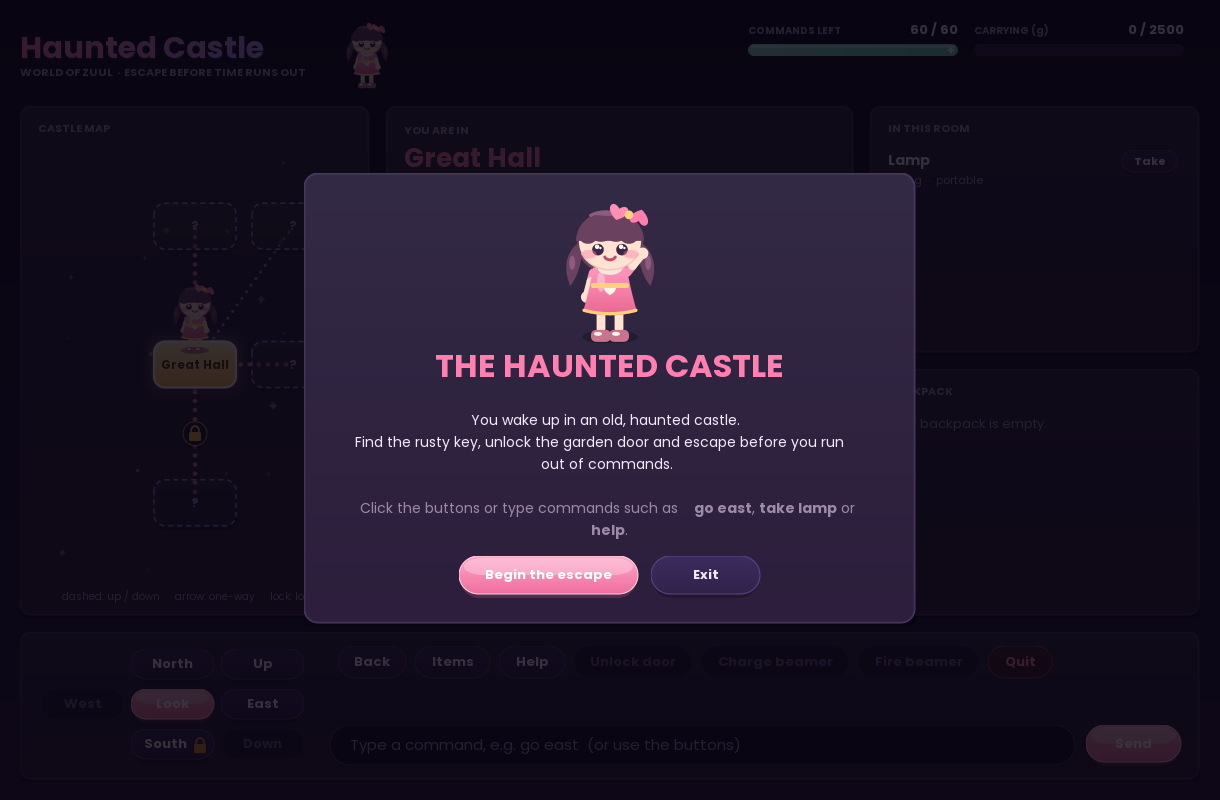 Haunted Castle
WORLD OF ZUUL · ESCAPE BEFORE TIME RUNS OUT
COMMANDS LEFT 60 / 60
CARRYING (g) 0 / 2500
CASTLE MAP
?
?
Great Hall
?
?
dashed: up / down arrow: one-way lock:
YOU ARE IN
Great Hall
IN THIS ROOM
Lamp
Take
g · portable
backpack is empty
THE HAUNTED CASTLE
You wake up in an old, haunted castle.
Find the rusty key, unlock the garden door and escape before you run
out of commands.
Click the buttons or type commands such as go east, take lamp or
help.
Begin the escape
Exit
North
Up
Back
Items
Help
Unlock door
Charge beamer
Fire beamer
Quit
West
Look
East
South
Down
Type a command, e.g. go east (or use the buttons)
Send